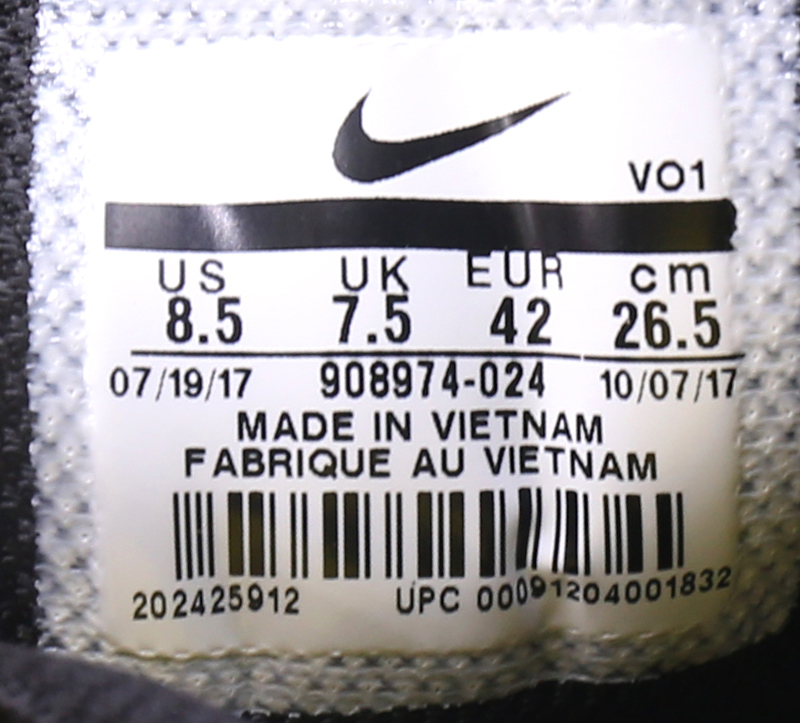 VO1
US UK EUR cm
8.5 7.5 42 26.5
07/19/17 908974-024 10/07/17
MADE IN VIETNAM
FABRIQUE AU VIETNAM
202425912 UPC 00091204001832